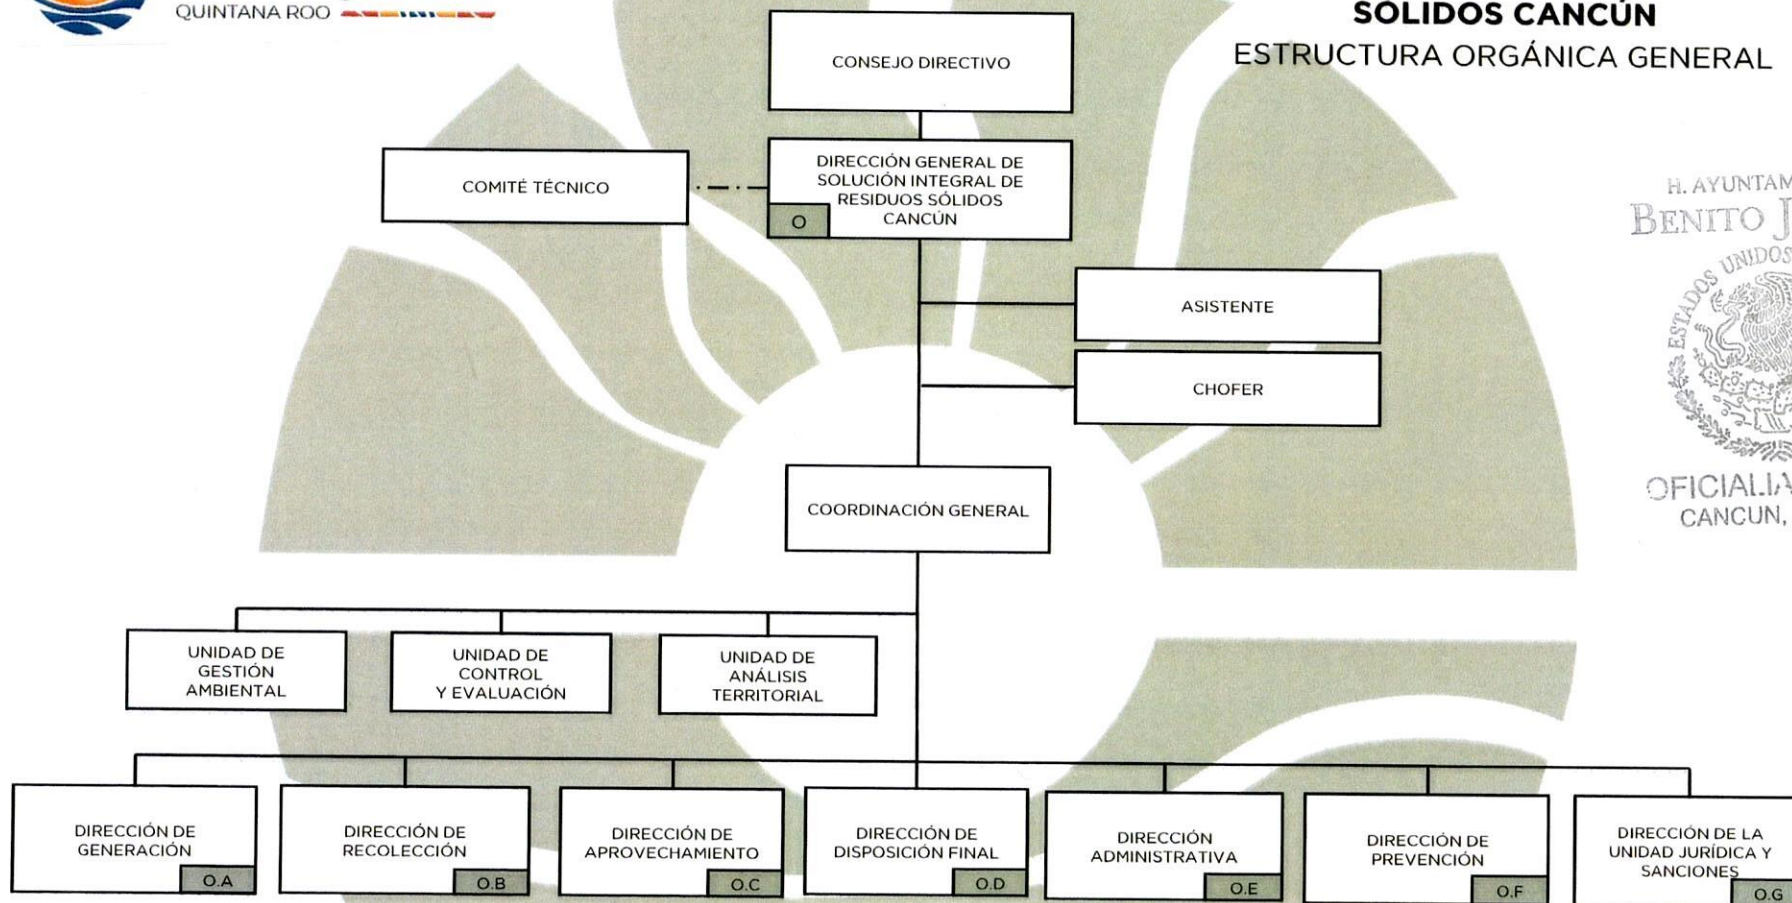 QUINTANA ROO
SÓLIDOS CANCÚN
ESTRUCTURA ORGÁNICA GENERAL
CONSEJO DIRECTIVO
COMITÉ TÉCNICO
DIRECCIÓN GENERAL DE
SOLUCIÓN INTEGRAL DE
RESIDUOS SÓLIDOS
CANCÚN
O
H. AYUNTAM
BENITO J
ESTADOS UNIDOS
OFICIALIA
CANCUN,
ASISTENTE
CHOFER
COORDINACIÓN GENERAL
UNIDAD DE
GESTIÓN
AMBIENTAL
UNIDAD DE
CONTROL
Y EVALUACIÓN
UNIDAD DE
ANÁLISIS
TERRITORIAL
DIRECCIÓN DE
GENERACIÓN
O.A
DIRECCIÓN DE
RECOLECCIÓN
O.B
DIRECCIÓN DE
APROVECHAMIENTO
O.C
DIRECCIÓN DE
DISPOSICIÓN FINAL
O.D
DIRECCIÓN
ADMINISTRATIVA
O.E
DIRECCIÓN DE
PREVENCIÓN
O.F
DIRECCIÓN DE LA
UNIDAD JURÍDICA Y
SANCIONES
O.G